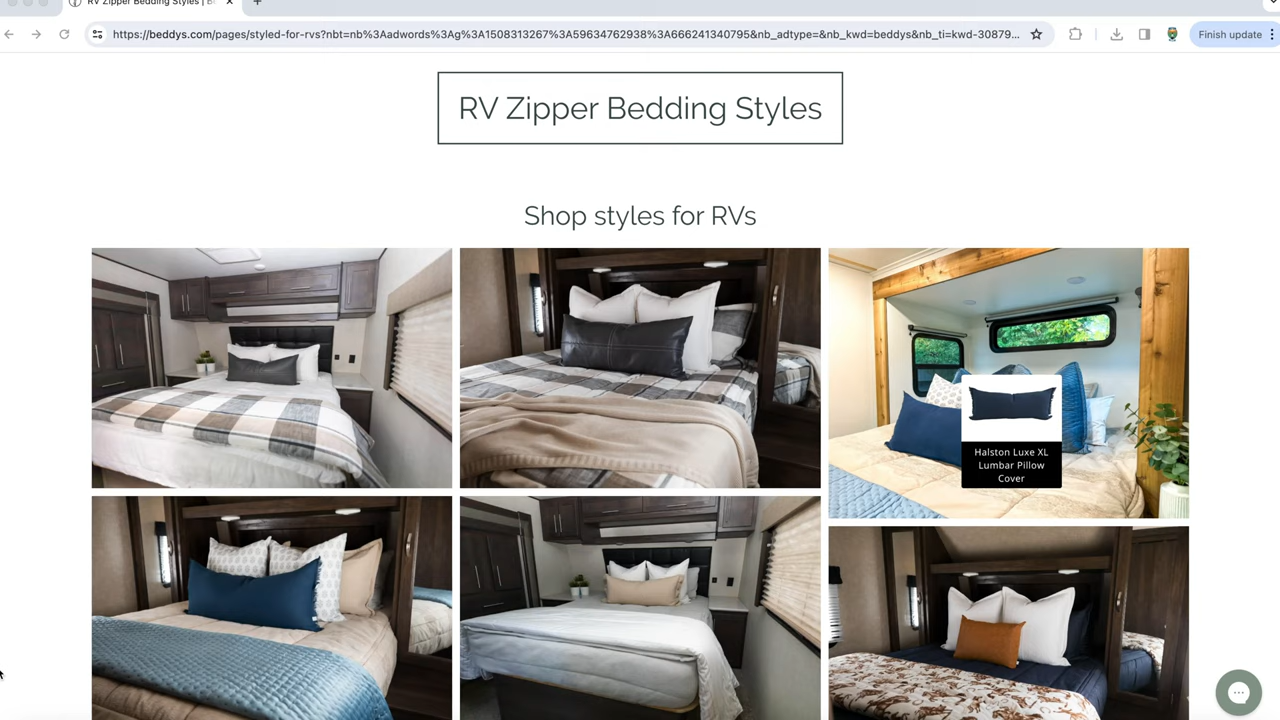 RV Zipper Bedding Styles | Be
https://beddys.com/pages/styled-for-rvs?nbt=nb%3Aadwords%3Ag%3A1508313267%3A59634762938%3A666241340795&nb_adtype=&nb_kwd=beddys&nb_ti=kwd-30879...
Finish update
RV Zipper Bedding Styles
Shop styles for RVs
Halston Luxe XL
Lumbar Pillow
Cover